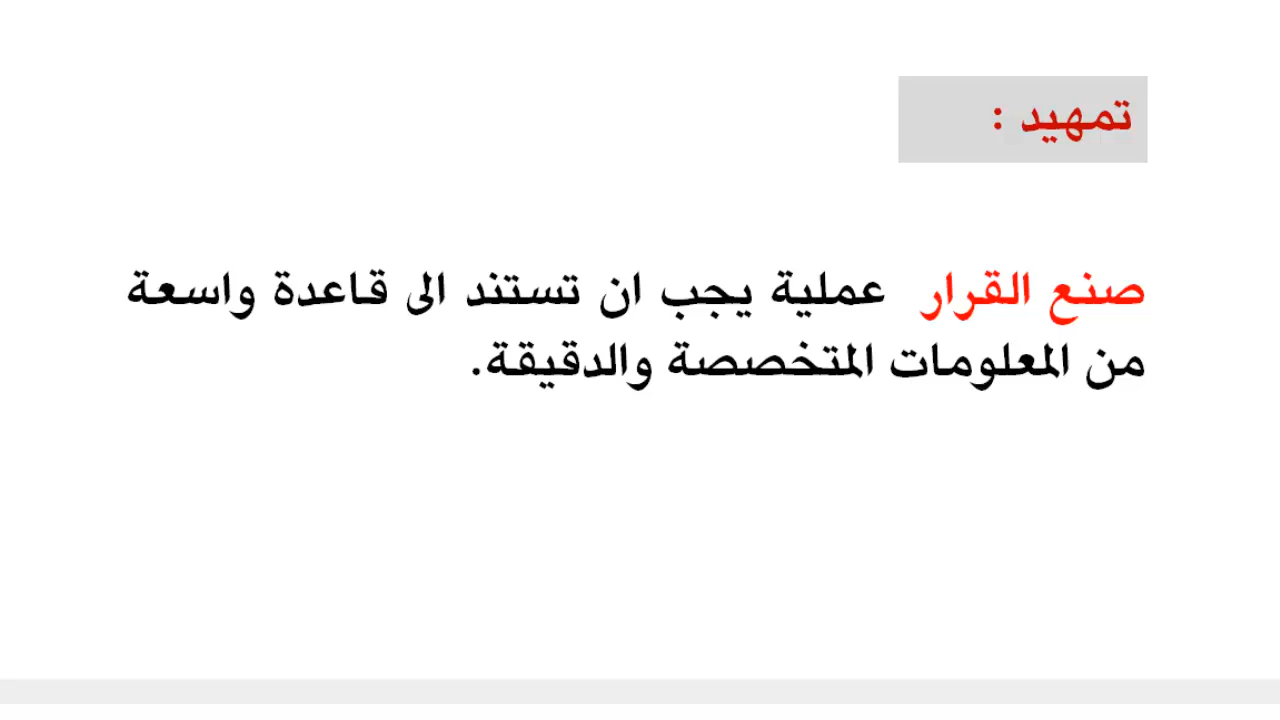 تمهيد :
صنع القرار عملية يجب ان تستند الى قاعدة واسعة
من المعلومات المتخصصة والدقيقة.